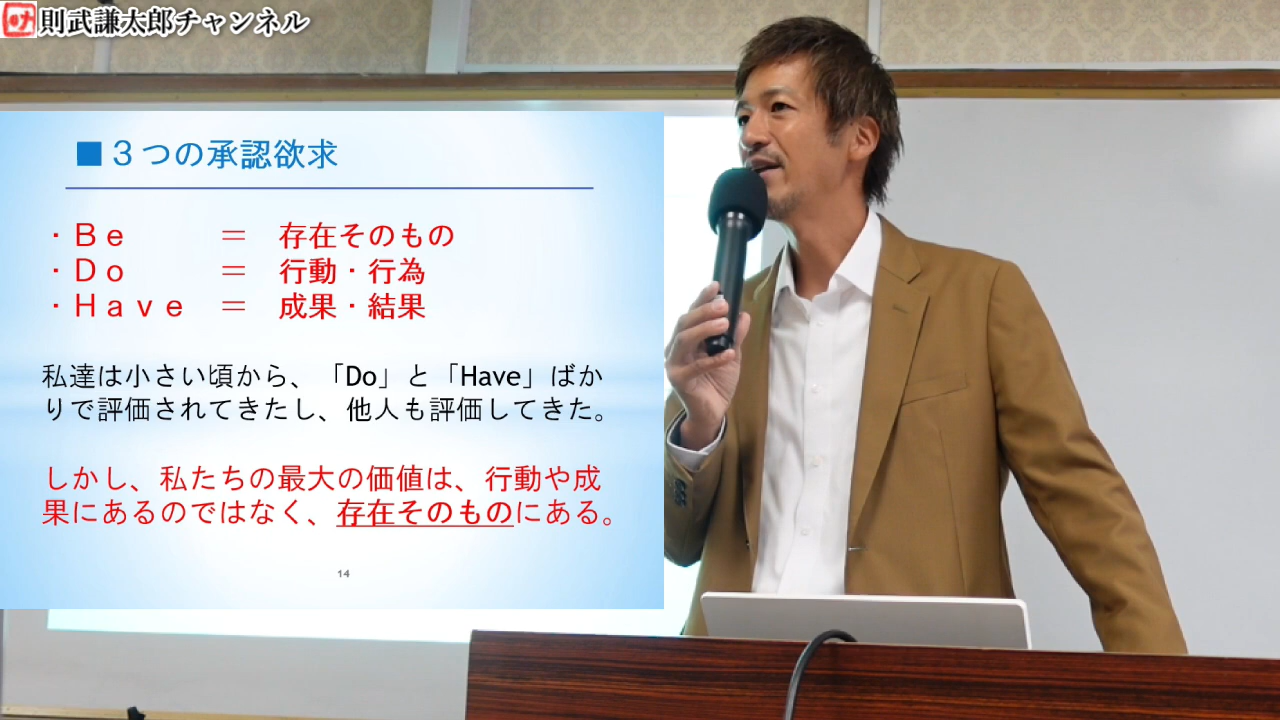 サ 則武謙太郎チャンネル
■３つの承認欲求
・Ｂｅ ＝ 存在そのもの
・Ｄｏ ＝ 行動・行為
・Ｈａｖｅ ＝ 成果・結果
私達は小さい頃から、「Do」と「Have」ばか
りで評価されてきたし、他人も評価してきた。
しかし、私たちの最大の価値は、行動や成
果にあるのではなく、存在そのものにある。
14